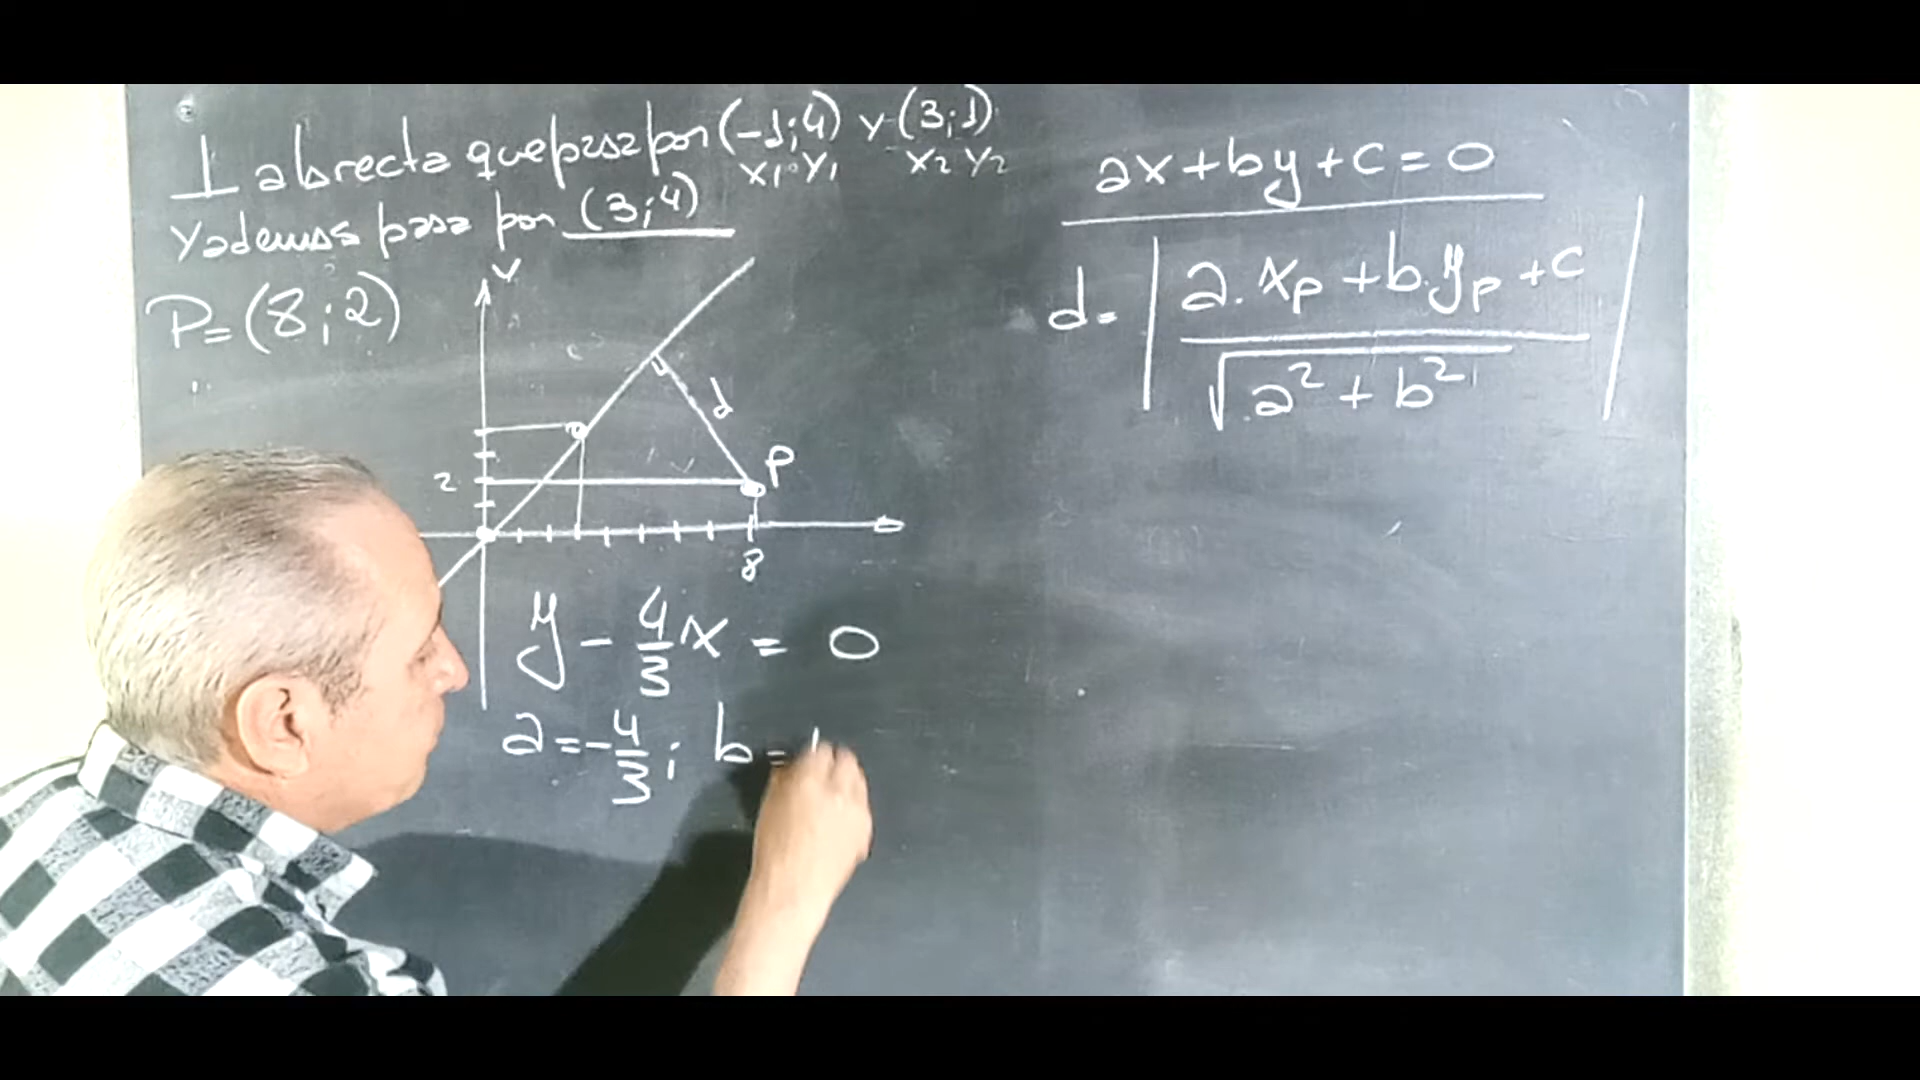 ⊥ a la recta que pasa por (-1;4) y (3;1)
X1 Y1 X2 Y2
Y además pasa por (3;4)
P=(8;2)
y
d
P
2
8
y - 4/3 x = 0
a = -4/3 ; b =
ax+by+c=0
d = | a.xp + b.yp + c / √a² + b² |